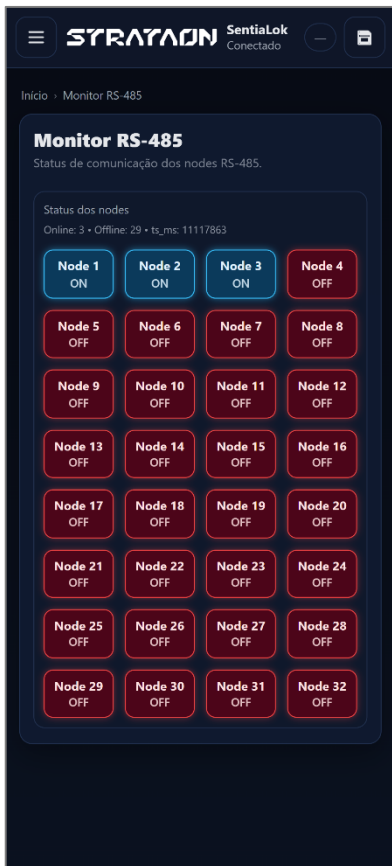 STRATAON
SentiaLok
Conectado
Início › Monitor RS-485
Monitor RS-485
Status de comunicação dos nodes RS-485.
Status dos nodes
Online: 3 • Offline: 29 • ts_ms: 11117863
Node 1 Node 2 Node 3 Node 4
ON ON ON OFF
Node 5 Node 6 Node 7 Node 8
OFF OFF OFF OFF
Node 9 Node 10 Node 11 Node 12
OFF OFF OFF OFF
Node 13 Node 14 Node 15 Node 16
OFF OFF OFF OFF
Node 17 Node 18 Node 19 Node 20
OFF OFF OFF OFF
Node 21 Node 22 Node 23 Node 24
OFF OFF OFF OFF
Node 25 Node 26 Node 27 Node 28
OFF OFF OFF OFF
Node 29 Node 30 Node 31 Node 32
OFF OFF OFF OFF